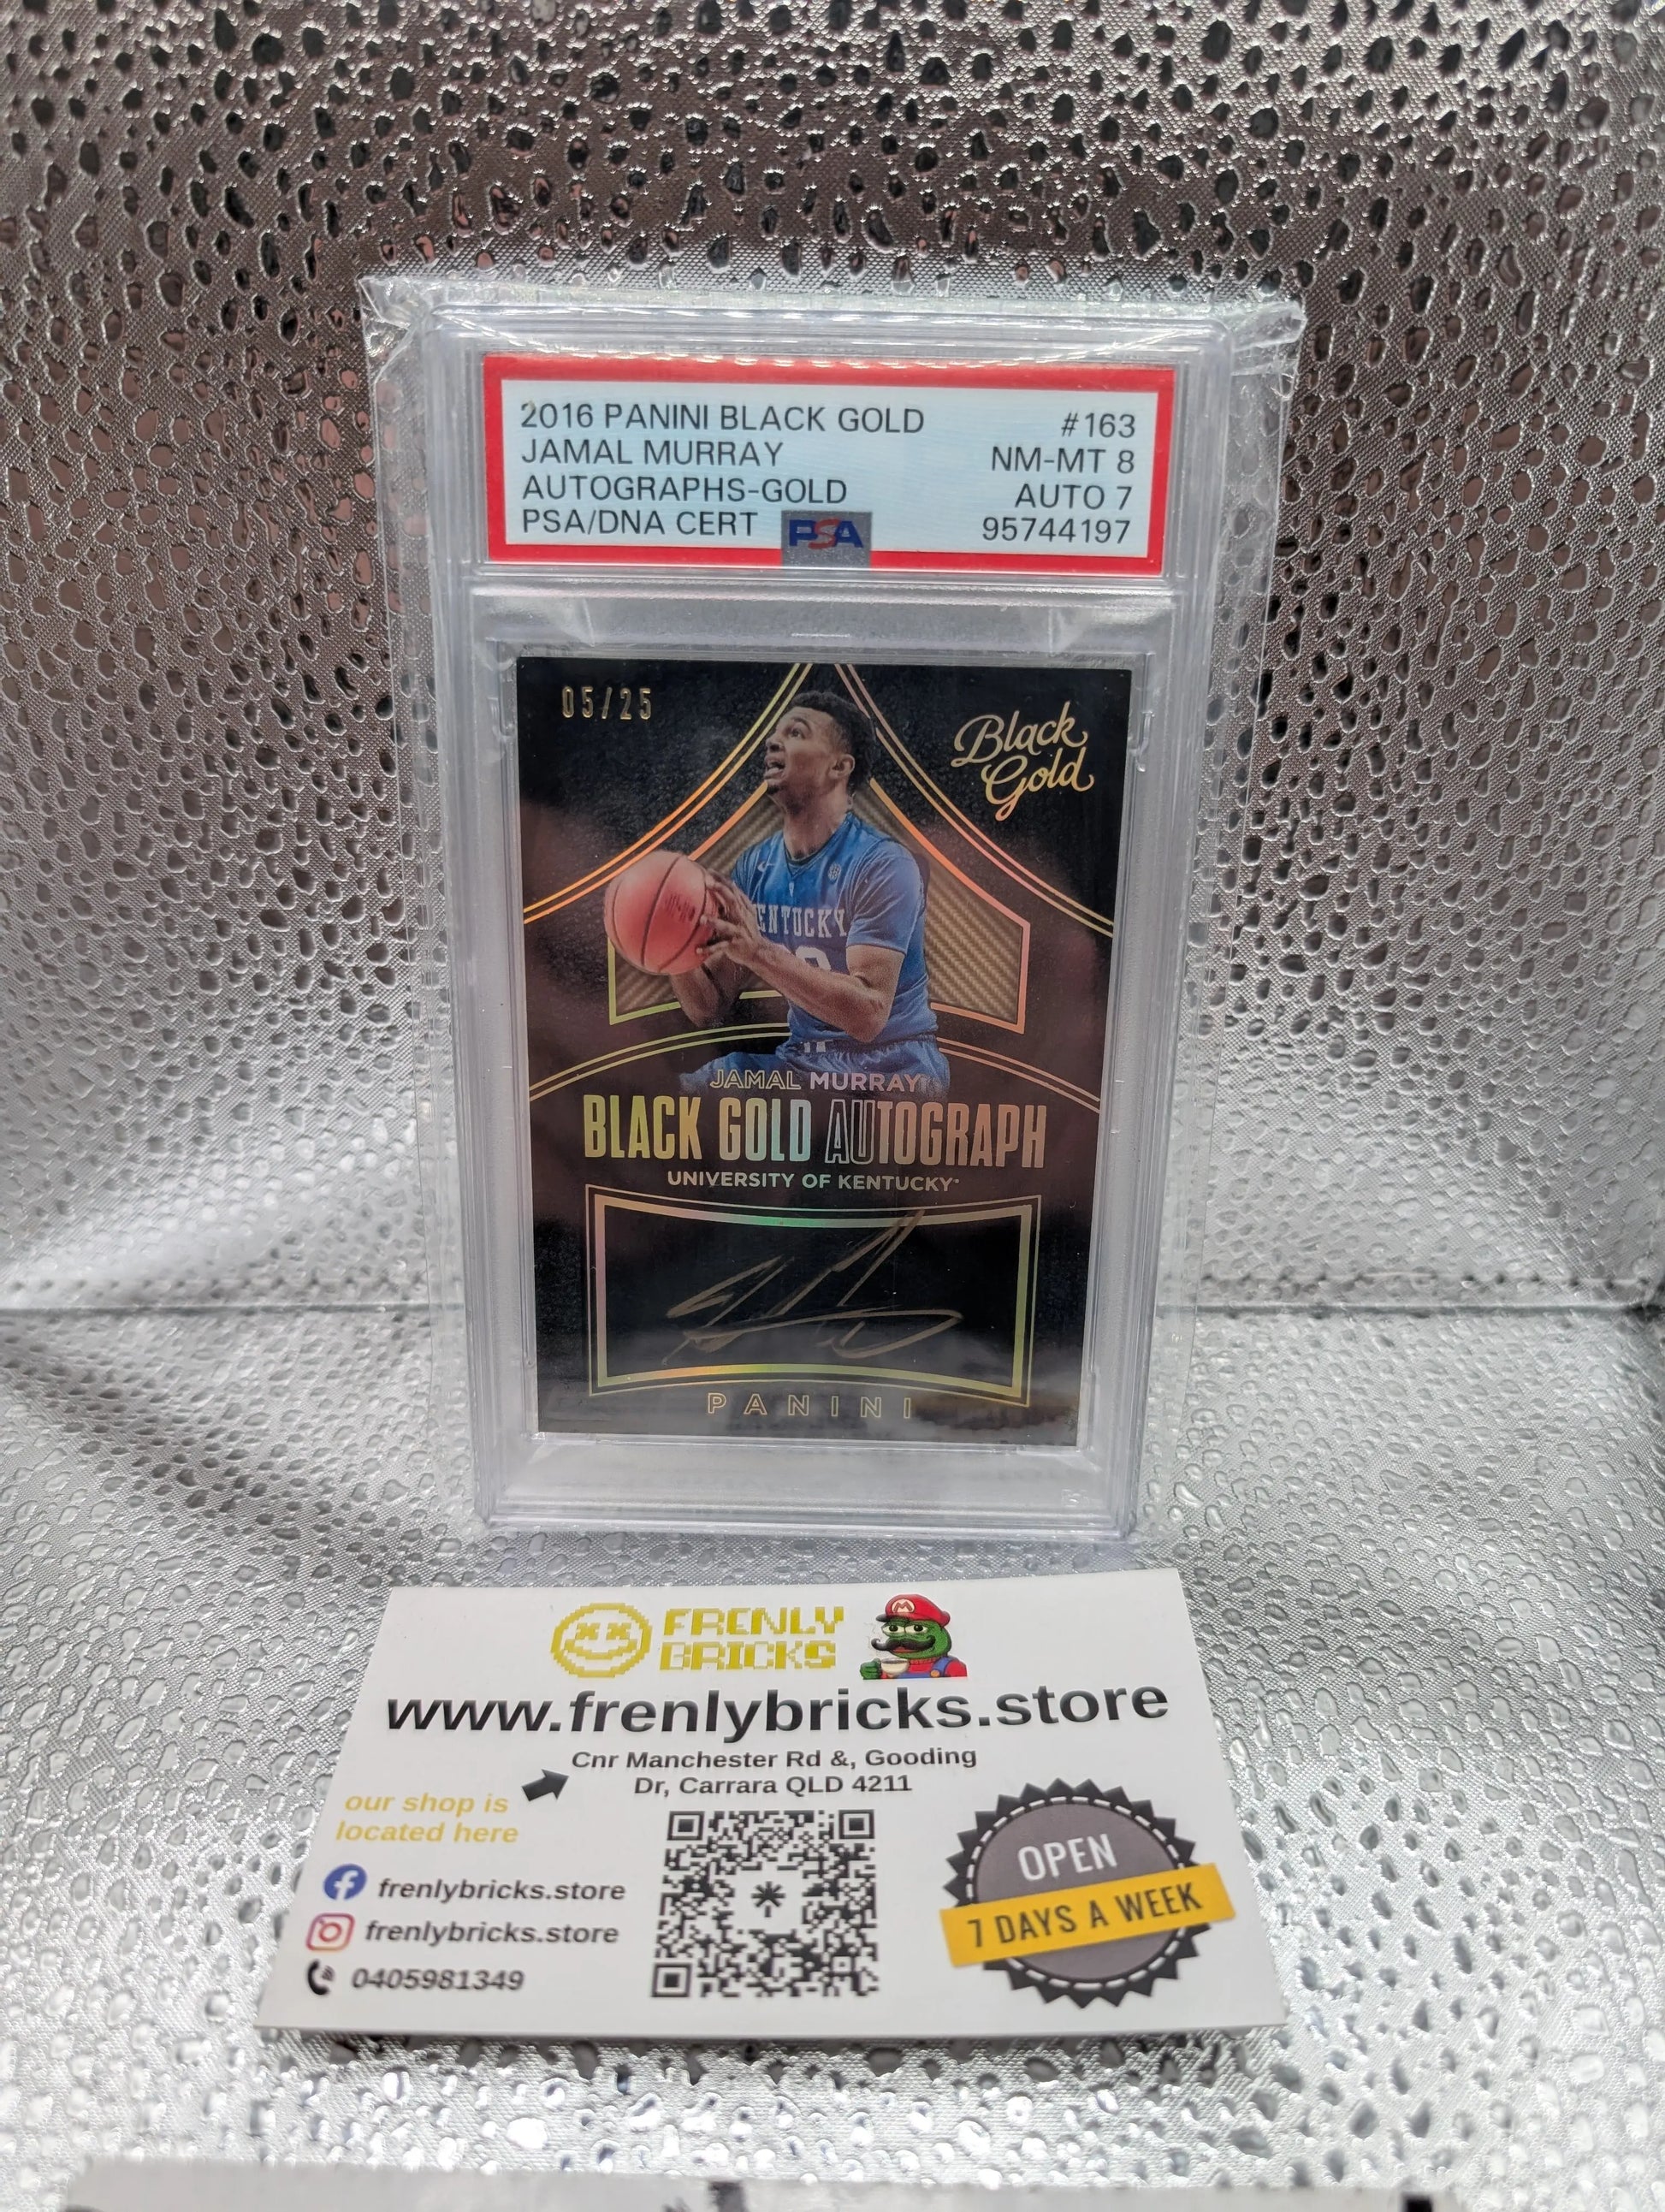 2016 PANINI BLACK GOLD #163
JAMAL MURRAY NM-MT 8
AUTOGRAPHS-GOLD AUTO 7
PSA/DNA CERT PSA 95744197
05/25
Black
Gold
KENTUCKY
JAMAL MURRAY
BLACK GOLD AUTOGRAPH
UNIVERSITY OF KENTUCKY
PANINI
FRENLY
BRICKS
M
www.frenlybricks.store
Cnr Manchester Rd &, Gooding
Dr, Carrara QLD 4211
our shop is
located here
frenlybricks.store
frenlybricks.store
0405981349
OPEN
7 DAYS A WEEK